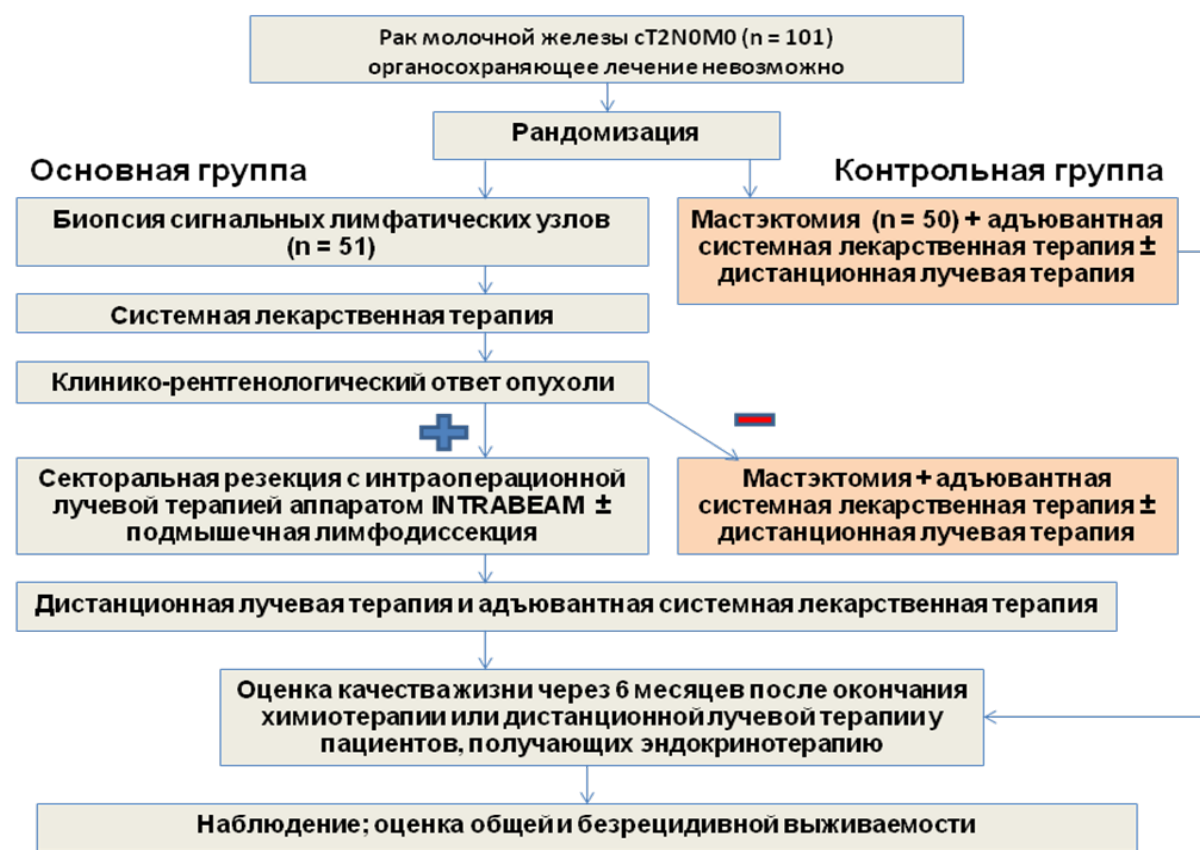 Рак молочной железы cT2N0M0 (n = 101)
органосохраняющее лечение невозможно
Рандомизация
Основная группа
Контрольная группа
Биопсия сигнальных лимфатических узлов
(n = 51)
Мастэктомия (n = 50) + адъювантная
системная лекарственная терапия ±
дистанционная лучевая терапия
Системная лекарственная терапия
Клинико-рентгенологический ответ опухоли
Секторальная резекция с интраоперационной
лучевой терапией аппаратом INTRABEAM ±
подмышечная лимфодиссекция
Мастэктомия + адъювантная
системная лекарственная терапия ±
дистанционная лучевая терапия
Дистанционная лучевая терапия и адъювантная системная лекарственная терапия
Оценка качества жизни через 6 месяцев после окончания
химиотерапии или дистанционной лучевой терапии у
пациентов, получающих эндокринотерапию
Наблюдение; оценка общей и безрецидивной выживаемости